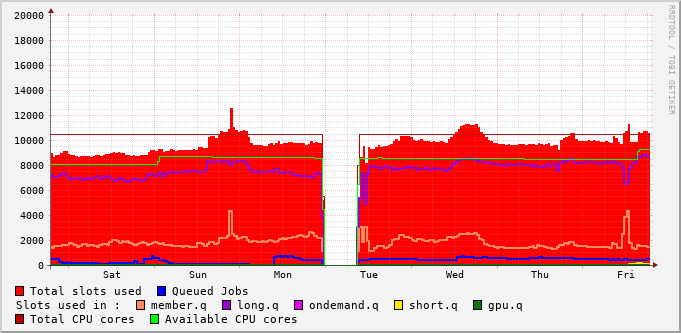 RRDTOOL / TOBI OETIKER
20000
18000
16000
14000
12000
10000
8000
6000
4000
2000
0
Sat Sun Mon Tue Wed Thu Fri
Total slots used Queued Jobs
Slots used in : member.q long.q ondemand.q short.q gpu.q
Total CPU cores Available CPU cores